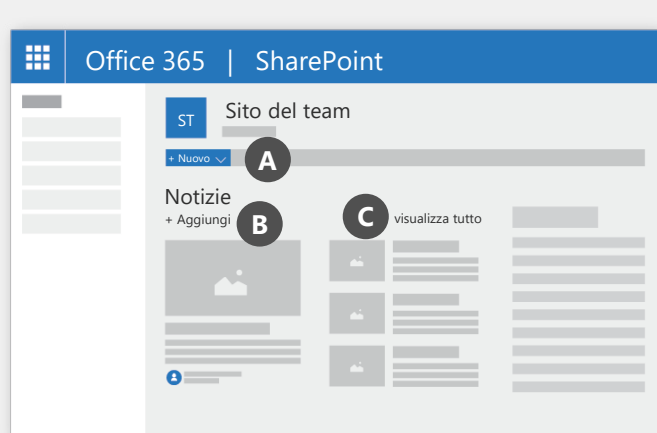 Office 365 | SharePoint
ST
Sito del team
+ Nuovo
A
Notizie
+ Aggiungi
B
C
visualizza tutto